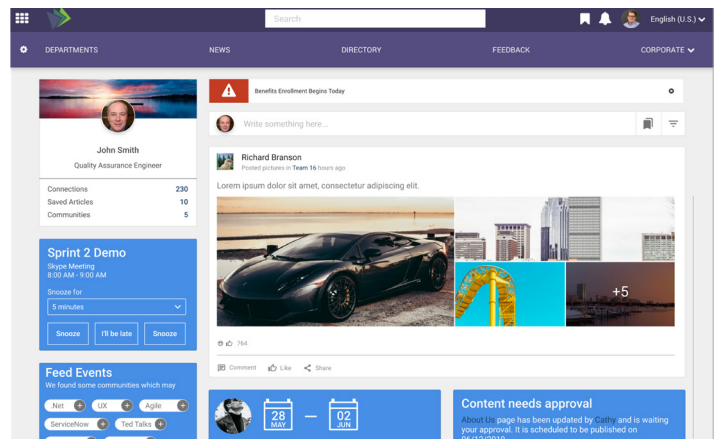 Search
English (U.S.)
DEPARTMENTS
NEWS
DIRECTORY
FEEDBACK
CORPORATE
John Smith
Quality Assurance Engineer
Connections 230
Saved Articles 10
Communities 5
Benefits Enrollment Begins Today
Write something here...
Richard Branson
Posted pictures in Team 16 hours ago
Lorem ipsum dolor sit amet, consectetur adipiscing elit.
+5
764
Comment
Like
Share
Sprint 2 Demo
Skype Meeting
8:00 AM - 9:00 AM
Snooze for
5 minutes
Snooze
I'll be late
Snooze
Feed Events
We found some communities which may
.Net
UX
Agile
ServiceNow
Ted Talks
28
MAY
02
JUN
Content needs approval
About Us page has been updated by Cathy and is waiting
your approval. It is scheduled to be published on
06/12/2019